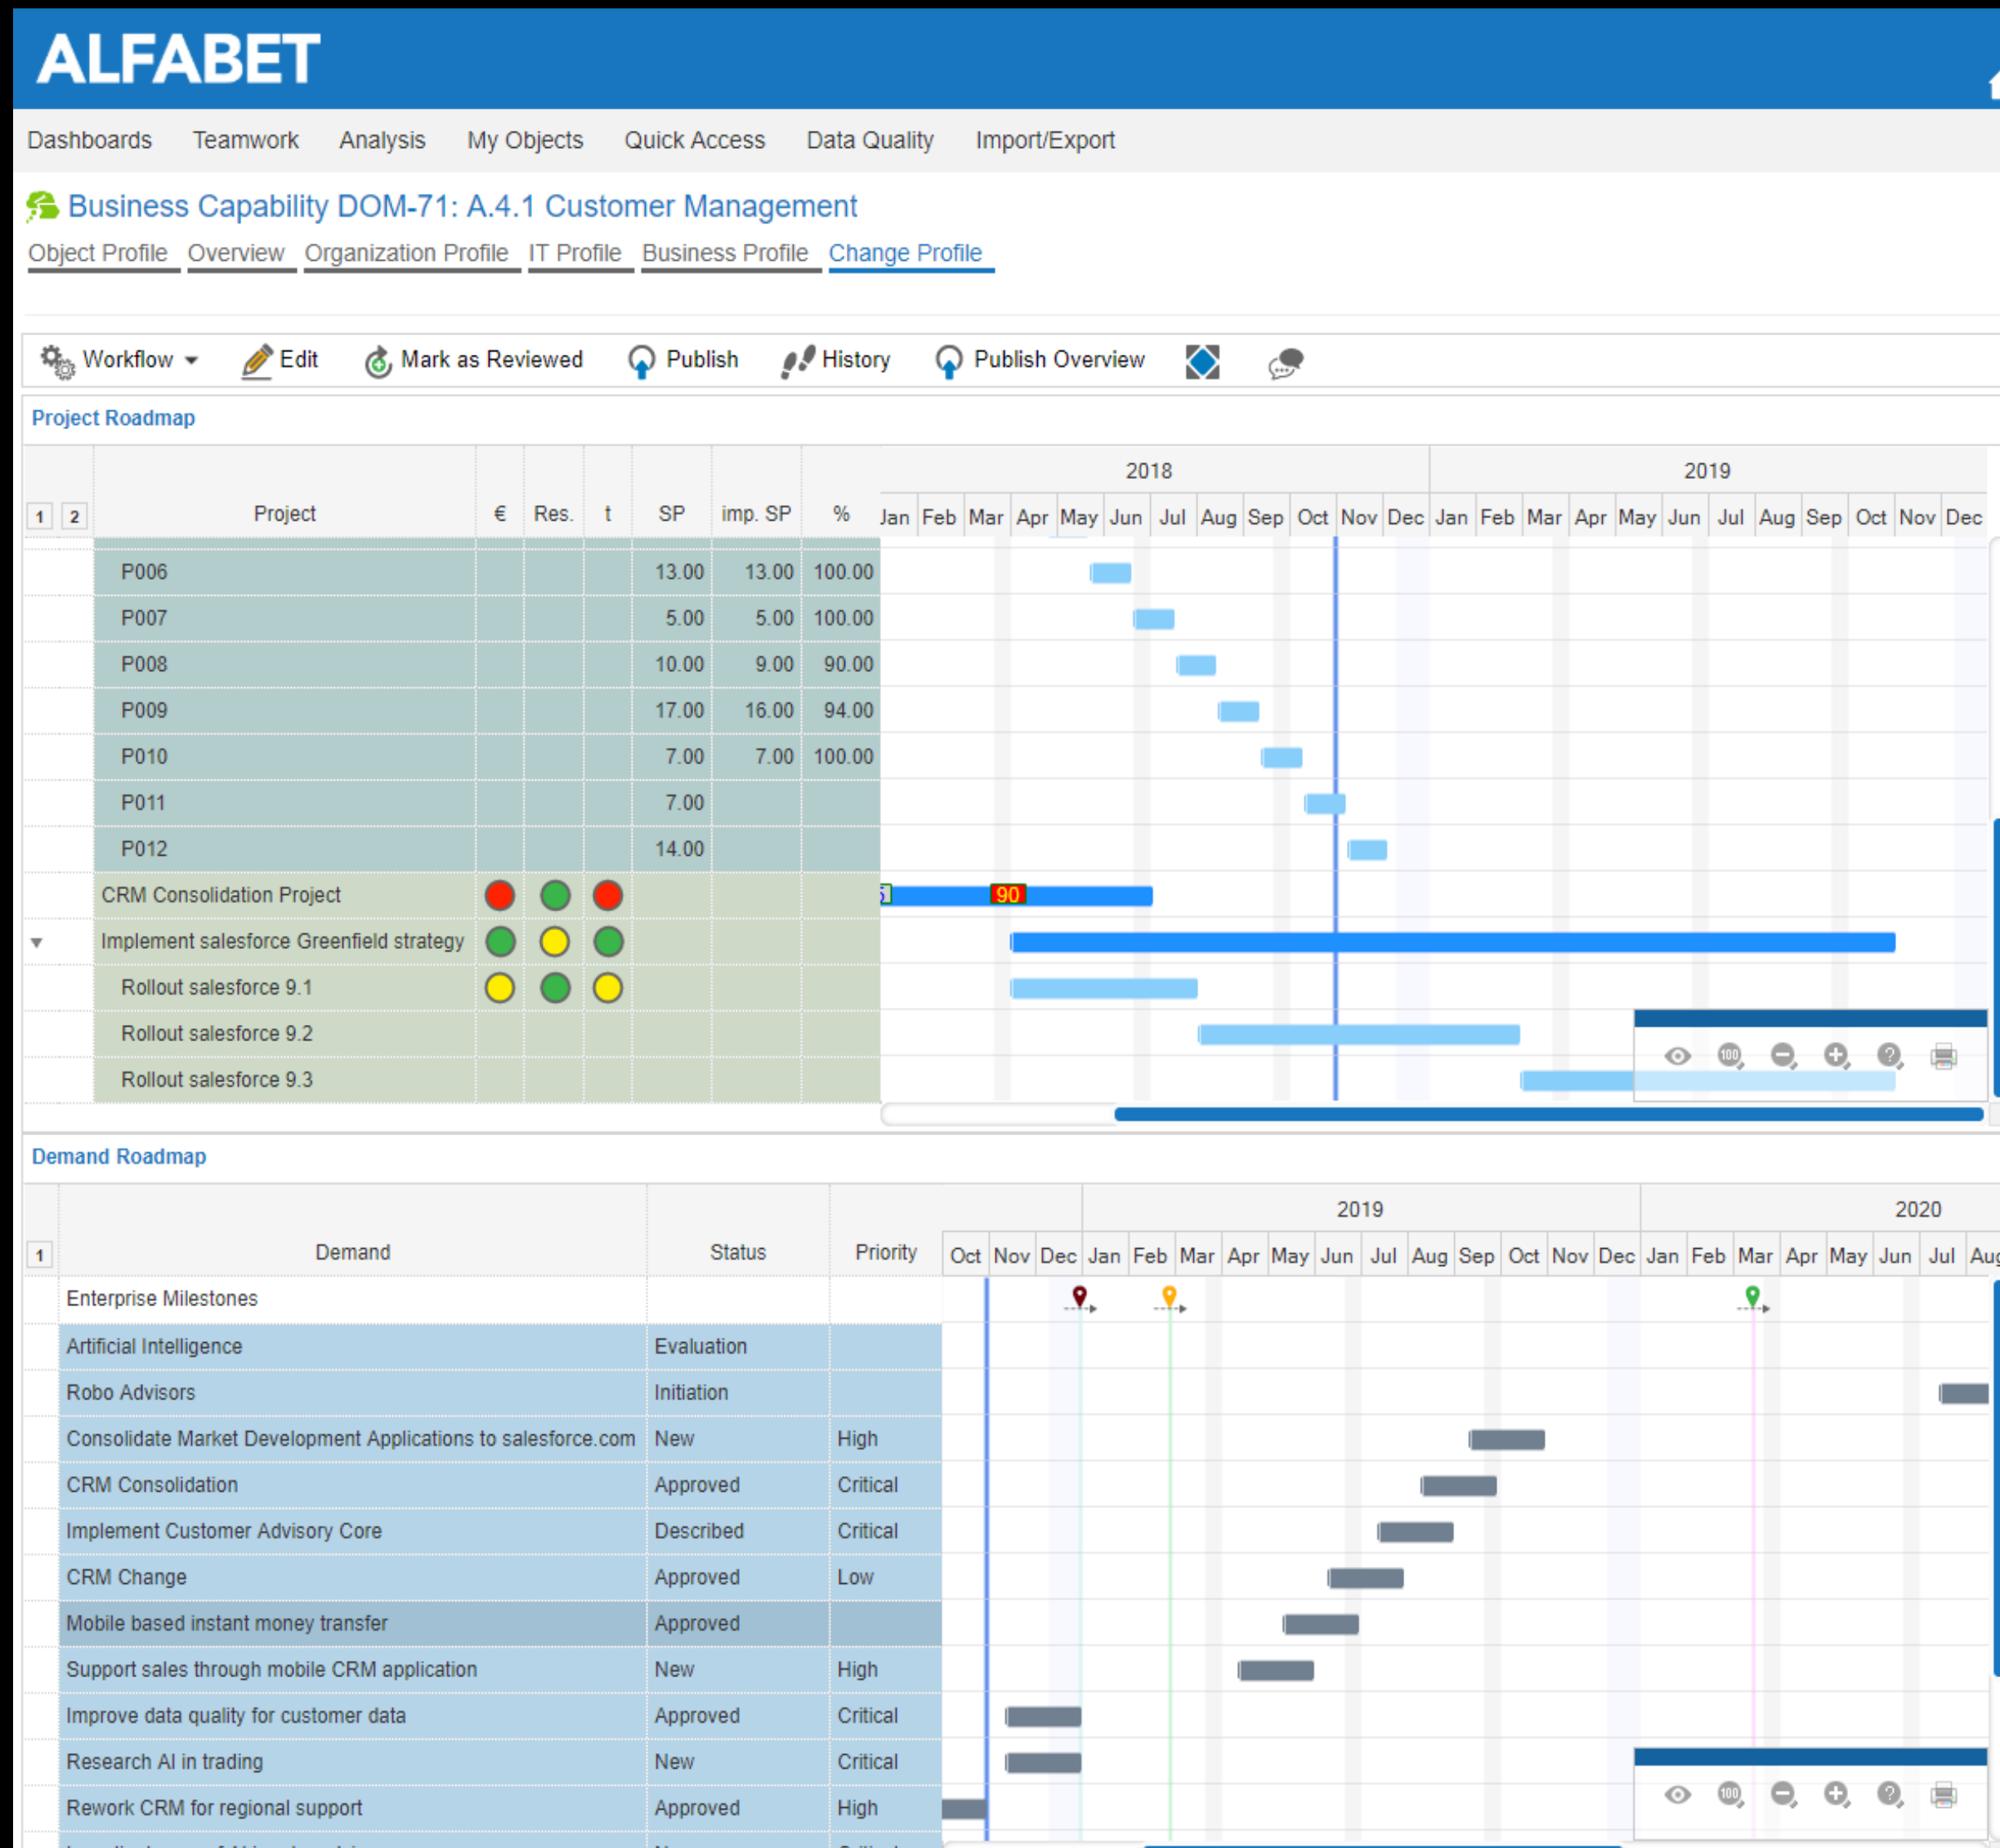 ALFABET
Dashboards Teamwork Analysis My Objects Quick Access Data Quality Import/Export
Business Capability DOM-71: A.4.1 Customer Management
Object Profile Overview Organization Profile IT Profile Business Profile Change Profile
Workflow Edit Mark as Reviewed Publish History Publish Overview
Project Roadmap
2018 2019
1 2 Project € Res. t SP imp. SP % Jan Feb Mar Apr May Jun Jul Aug Sep Oct Nov Dec Jan Feb Mar Apr May Jun Jul Aug Sep Oct Nov Dec
P006 13.00 13.00 100.00
P007 5.00 5.00 100.00
P008 10.00 9.00 90.00
P009 17.00 16.00 94.00
P010 7.00 7.00 100.00
P011 7.00
P012 14.00
CRM Consolidation Project 90
Implement salesforce Greenfield strategy
Rollout salesforce 9.1
Rollout salesforce 9.2
100 ?
Rollout salesforce 9.3
Demand Roadmap
2019 2020
1 Demand Status Priority Oct Nov Dec Jan Feb Mar Apr May Jun Jul Aug Sep Oct Nov Dec Jan Feb Mar Apr May Jun Jul Aug
Enterprise Milestones
Artificial Intelligence Evaluation
Robo Advisors Initiation
Consolidate Market Development Applications to salesforce.com New High
CRM Consolidation Approved Critical
Implement Customer Advisory Core Described Critical
CRM Change Approved Low
Mobile based instant money transfer Approved
Support sales through mobile CRM application New High
Improve data quality for customer data Approved Critical
Research AI in trading New Critical
Rework CRM for regional support Approved High
100 ?